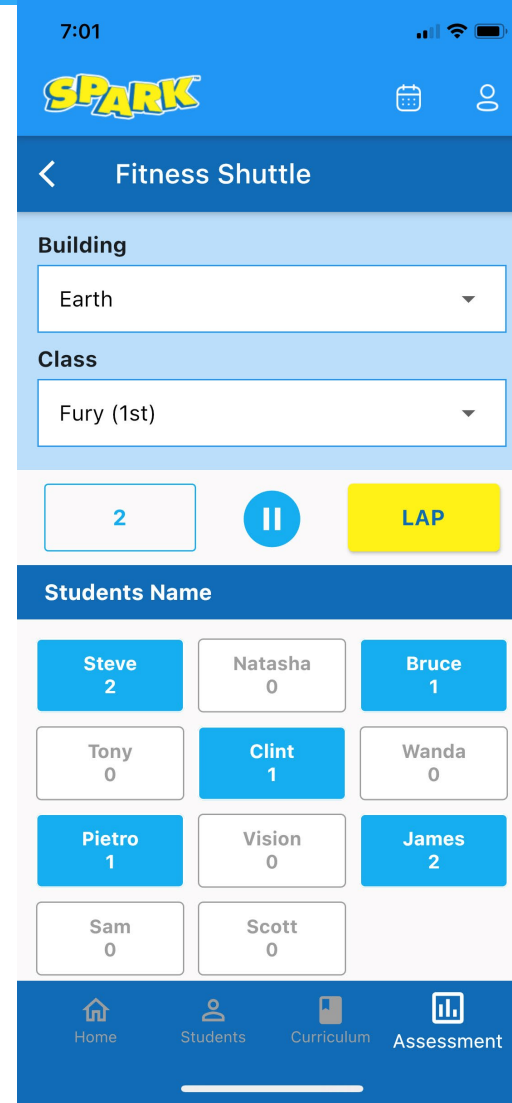 7:01
SPARK
Fitness Shuttle
Building
Earth
Class
Fury (1st)
2 LAP
Students Name
Steve Natasha Bruce
2 0 1
Tony Clint Wanda
0 1 0
Pietro Vision James
1 0 2
Sam Scott
0 0
Home Students Curriculum Assessment